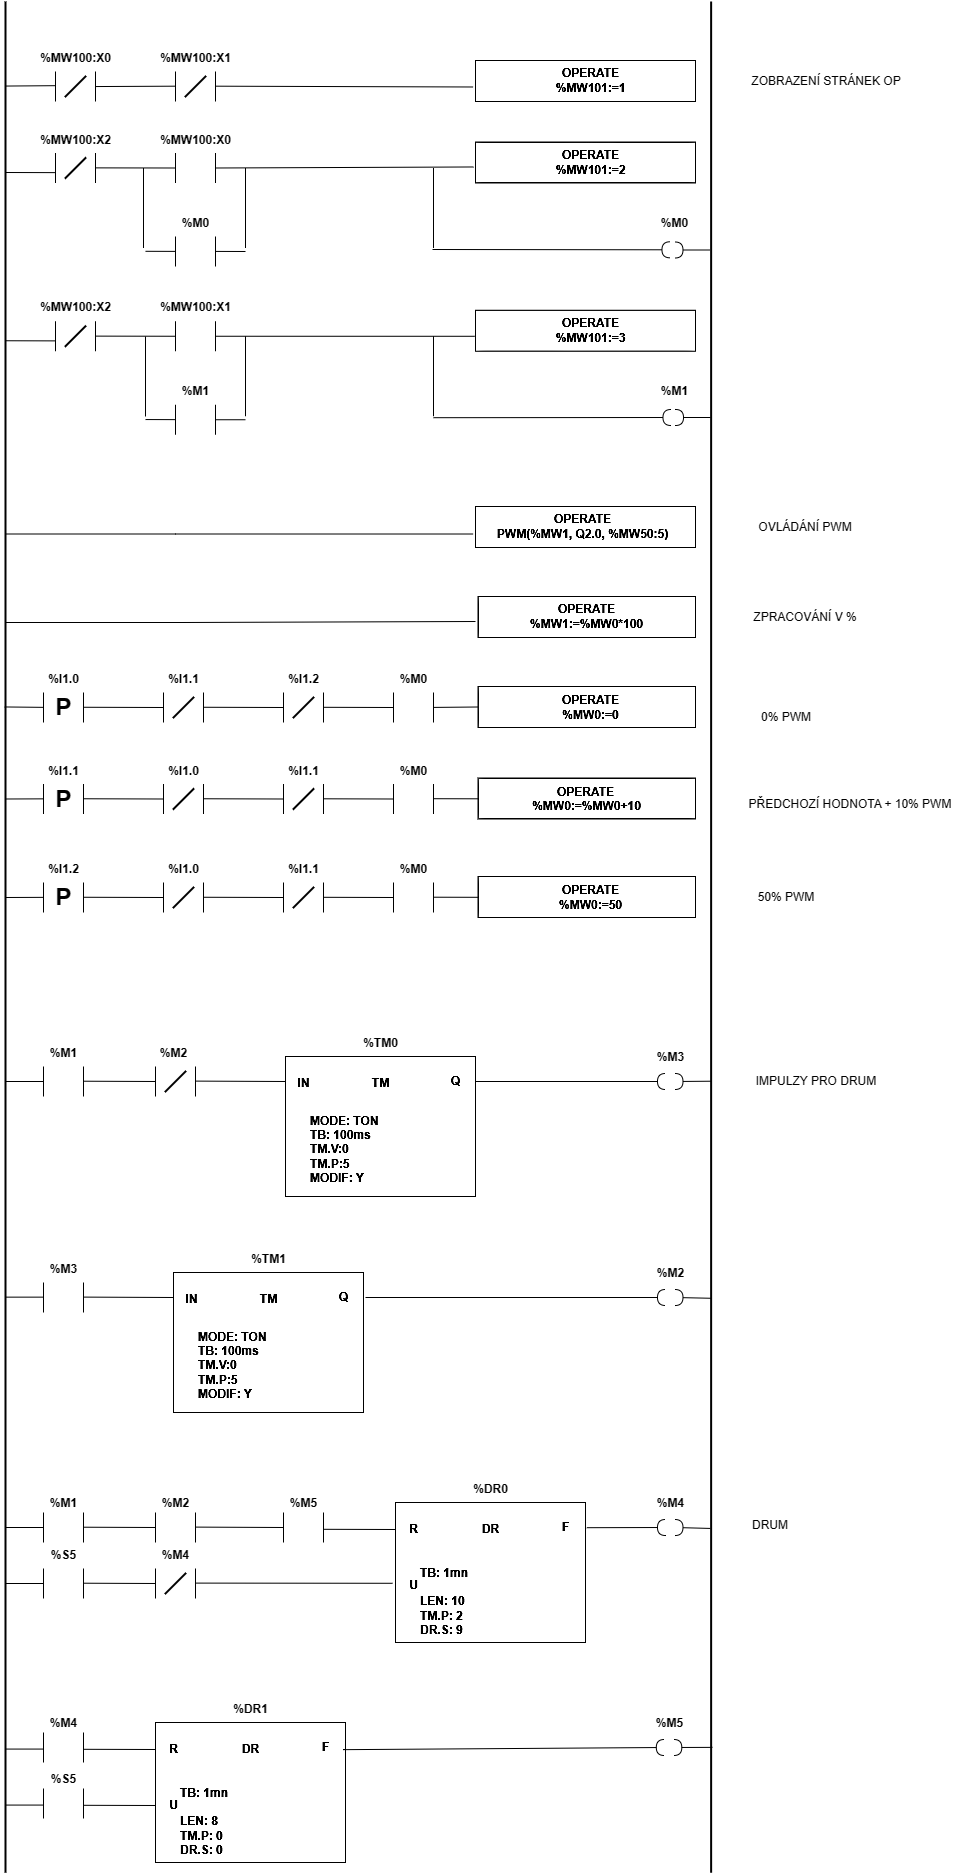 %MW100:X0 %MW100:X1
OPERATE
%MW101:=1
ZOBRAZENÍ STRÁNEK OP
%MW100:X2 %MW100:X0
OPERATE
%MW101:=2
%M0 %M0
%MW100:X2 %MW100:X1
OPERATE
%MW101:=3
%M1 %M1
OPERATE
PWM(%MW1, Q2.0, %MW50:5)
OVLÁDÁNÍ PWM
OPERATE
%MW1:=%MW0*100
ZPRACOVÁNÍ V %
%I1.0 %I1.1 %I1.2 %M0
P
OPERATE
%MW0:=0
0% PWM
%I1.1 %I1.0 %I1.1 %M0
P
OPERATE
%MW0:=%MW0+10
PŘEDCHOZÍ HODNOTA + 10% PWM
%I1.2 %I1.0 %I1.1 %M0
P
OPERATE
%MW0:=50
50% PWM
%TM0
%M1 %M2 %M3
IN TM Q
IMPULZY PRO DRUM
MODE: TON
TB: 100ms
TM.V:0
TM.P:5
MODIF: Y
%TM1
%M3 %M2
IN TM Q
MODE: TON
TB: 100ms
TM.V:0
TM.P:5
MODIF: Y
%DR0
%M1 %M2 %M5 %M4
R DR F
DRUM
%S5 %M4
TB: 1mn
U
LEN: 10
TM.P: 2
DR.S: 9
%DR1
%M4 %M5
R DR F
%S5
TB: 1mn
U
LEN: 8
TM.P: 0
DR.S: 0